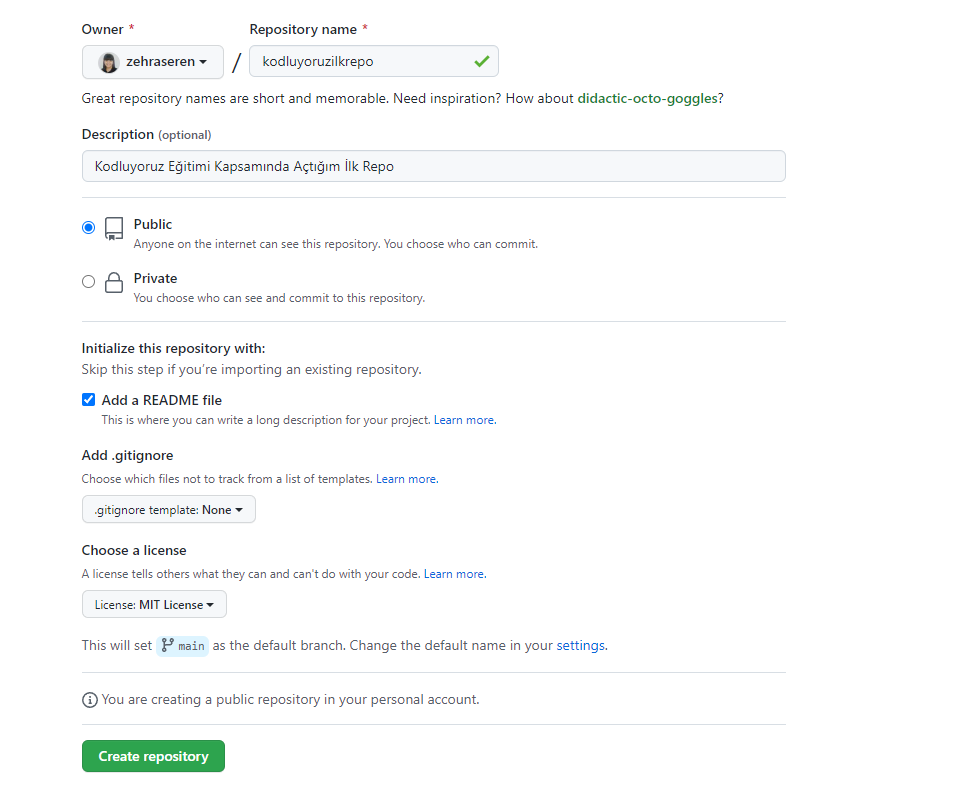 Owner * Repository name *
zehraseren / kodluyoruzilkrepo
Great repository names are short and memorable. Need inspiration? How about didactic-octo-goggles?
Description (optional)
Kodluyoruz Eğitimi Kapsamında Açtığım İlk Repo
Public
Anyone on the internet can see this repository. You choose who can commit.
Private
You choose who can see and commit to this repository.
Initialize this repository with:
Skip this step if you're importing an existing repository.
Add a README file
This is where you can write a long description for your project. Learn more.
Add .gitignore
Choose which files not to track from a list of templates. Learn more.
.gitignore template: None
Choose a license
A license tells others what they can and can't do with your code. Learn more.
License: MIT License
This will set main as the default branch. Change the default name in your settings.
You are creating a public repository in your personal account.
Create repository